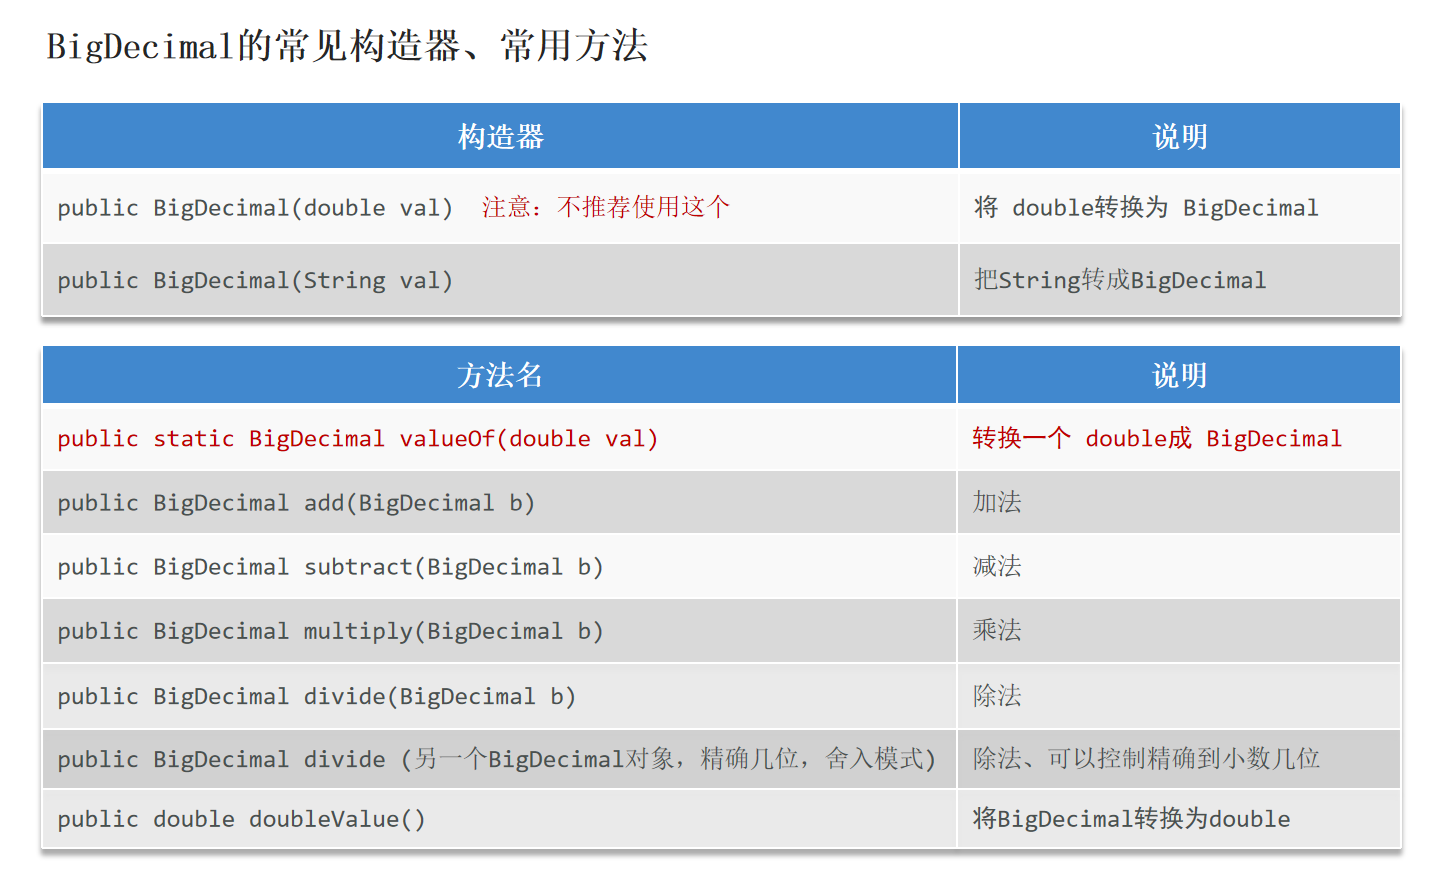 BigDecimal的常见构造器、常用方法
构造器 说明
public BigDecimal(double val) 注意：不推荐使用这个 将 double转换为 BigDecimal
public BigDecimal(String val) 把String转成BigDecimal
方法名 说明
public static BigDecimal valueOf(double val) 转换一个 double成 BigDecimal
public BigDecimal add(BigDecimal b) 加法
public BigDecimal subtract(BigDecimal b) 减法
public BigDecimal multiply(BigDecimal b) 乘法
public BigDecimal divide(BigDecimal b) 除法
public BigDecimal divide (另一个BigDecimal对象，精确几位，舍入模式) 除法、可以控制精确到小数几位
public double doubleValue() 将BigDecimal转换为double